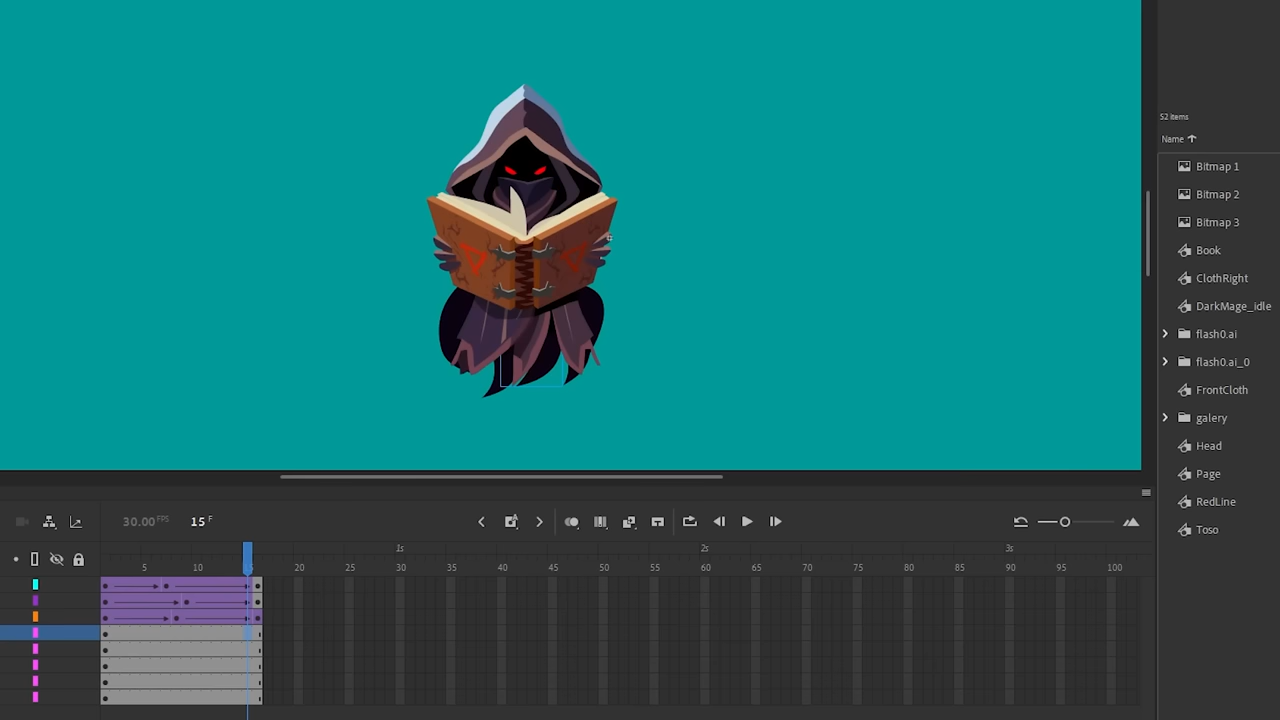 52 items
Name
Bitmap 1
Bitmap 2
Bitmap 3
Book
ClothRight
DarkMage_idle
flash0.ai
flash0.ai_0
FrontCloth
galery
Head
Page
RedLine
Toso
30.00 FPS 15 F
1s 2s 3s
5 10 20 25 30 35 40 45 50 55 60 65 70 75 80 85 90 95 100